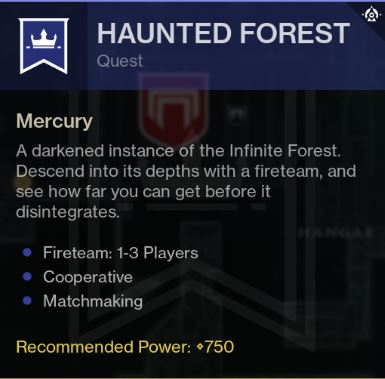 HAUNTED FOREST
Quest
Mercury
A darkened instance of the Infinite Forest.
Descend into its depths with a fireteam, and
see how far you can get before it
disintegrates.
Fireteam: 1-3 Players
Cooperative
Matchmaking
HANGAR
Recommended Power: 750